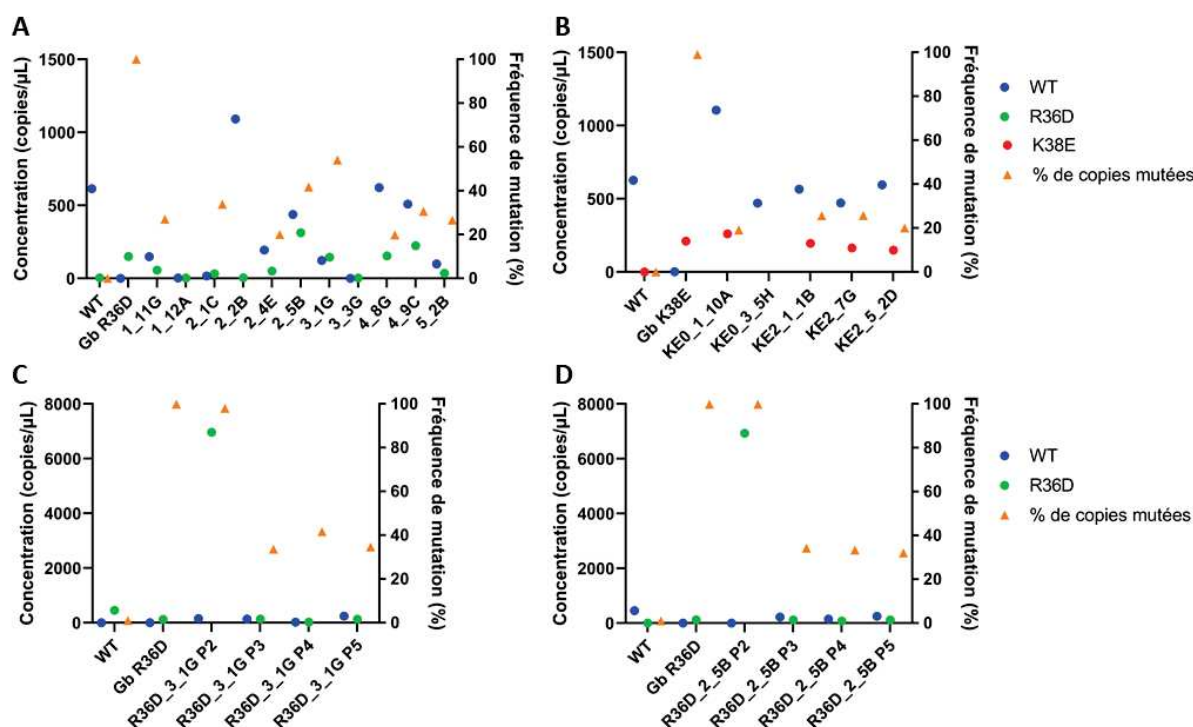 A
Concentration (copies/µL)
1500
1000
500
0
100
80
60
40
20
0
Fréquence de mutation (%)
WT
Gb R36D
1_11G
1_12A
2_1C
2_2B
2_4E
2_5B
3_1G
3_3G
4_8G
4_9C
5_2B
B
Concentration (copies/µL)
1500
1000
500
0
100
80
60
40
20
0
Fréquence de mutation (%)
WT
Gb K38E
KE0_1_10A
KE0_3_5H
KE2_1_1B
KE2_7G
KE2_5_2D
WT
R36D
K38E
% de copies mutées
C
Concentration (copies/µL)
8000
6000
4000
2000
0
100
80
60
40
20
0
Fréquence de mutation (%)
WT
Gb R36D
R36D_3_1G P2
R36D_3_1G P3
R36D_3_1G P4
R36D_3_1G P5
D
Concentration (copies/µL)
8000
6000
4000
2000
0
100
80
60
40
20
0
Fréquence de mutation (%)
WT
Gb R36D
R36D_2_5B P2
R36D_2_5B P3
R36D_2_5B P4
R36D_2_5B P5
WT
R36D
% de copies mutées